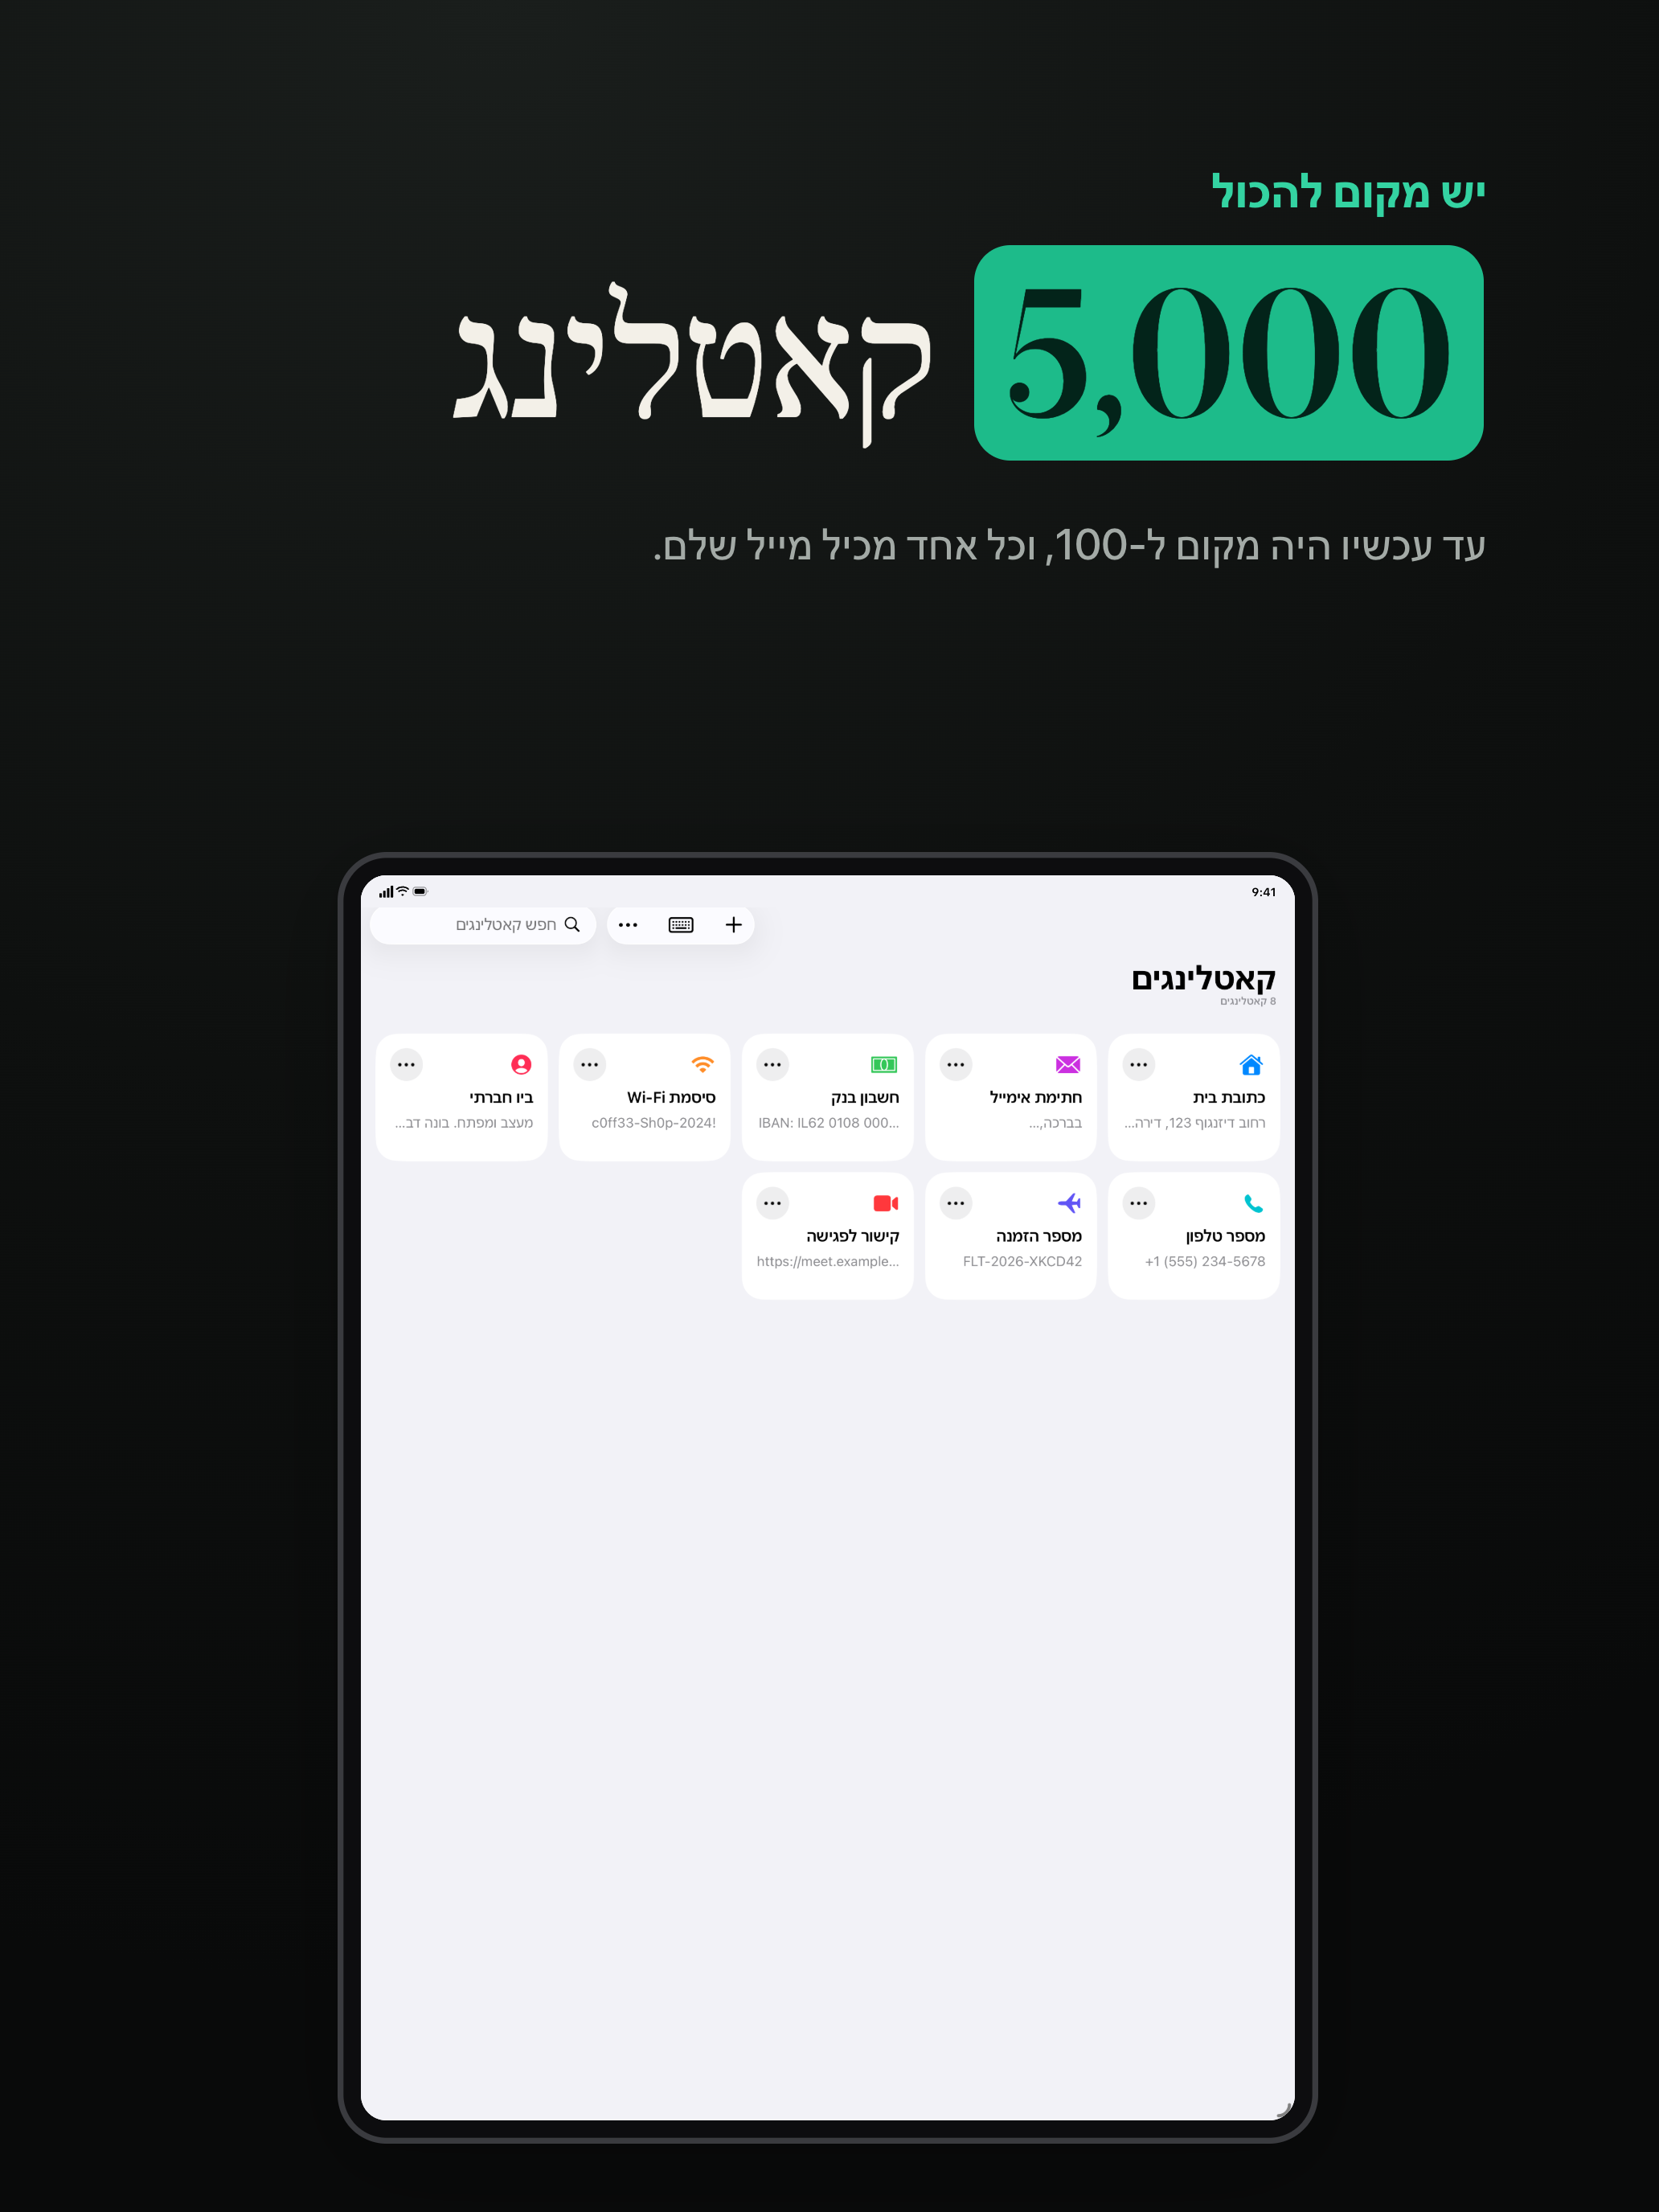 יש מקום להכול
5,000 קאטלינג
עד עכשיו היה מקום ל-100, וכל אחד מכיל מייל שלם.
9:41
חפש קאטלינגים
קאטלינגים
8 קאטלינגים
כתובת בית
רחוב דיזנגוף 123, דירה...
חתימת אימייל
בברכה,...
חשבון בנק
IBAN: IL62 0108 000...
סיסמת Wi-Fi
c0ff33-Sh0p-2024!
ביו חברתי
מעצב ומפתח. בונה דב...
מספר טלפון
+1 (555) 234-5678
מספר הזמנה
FLT-2026-XKCD42
קישור לפגישה
https://meet.example...